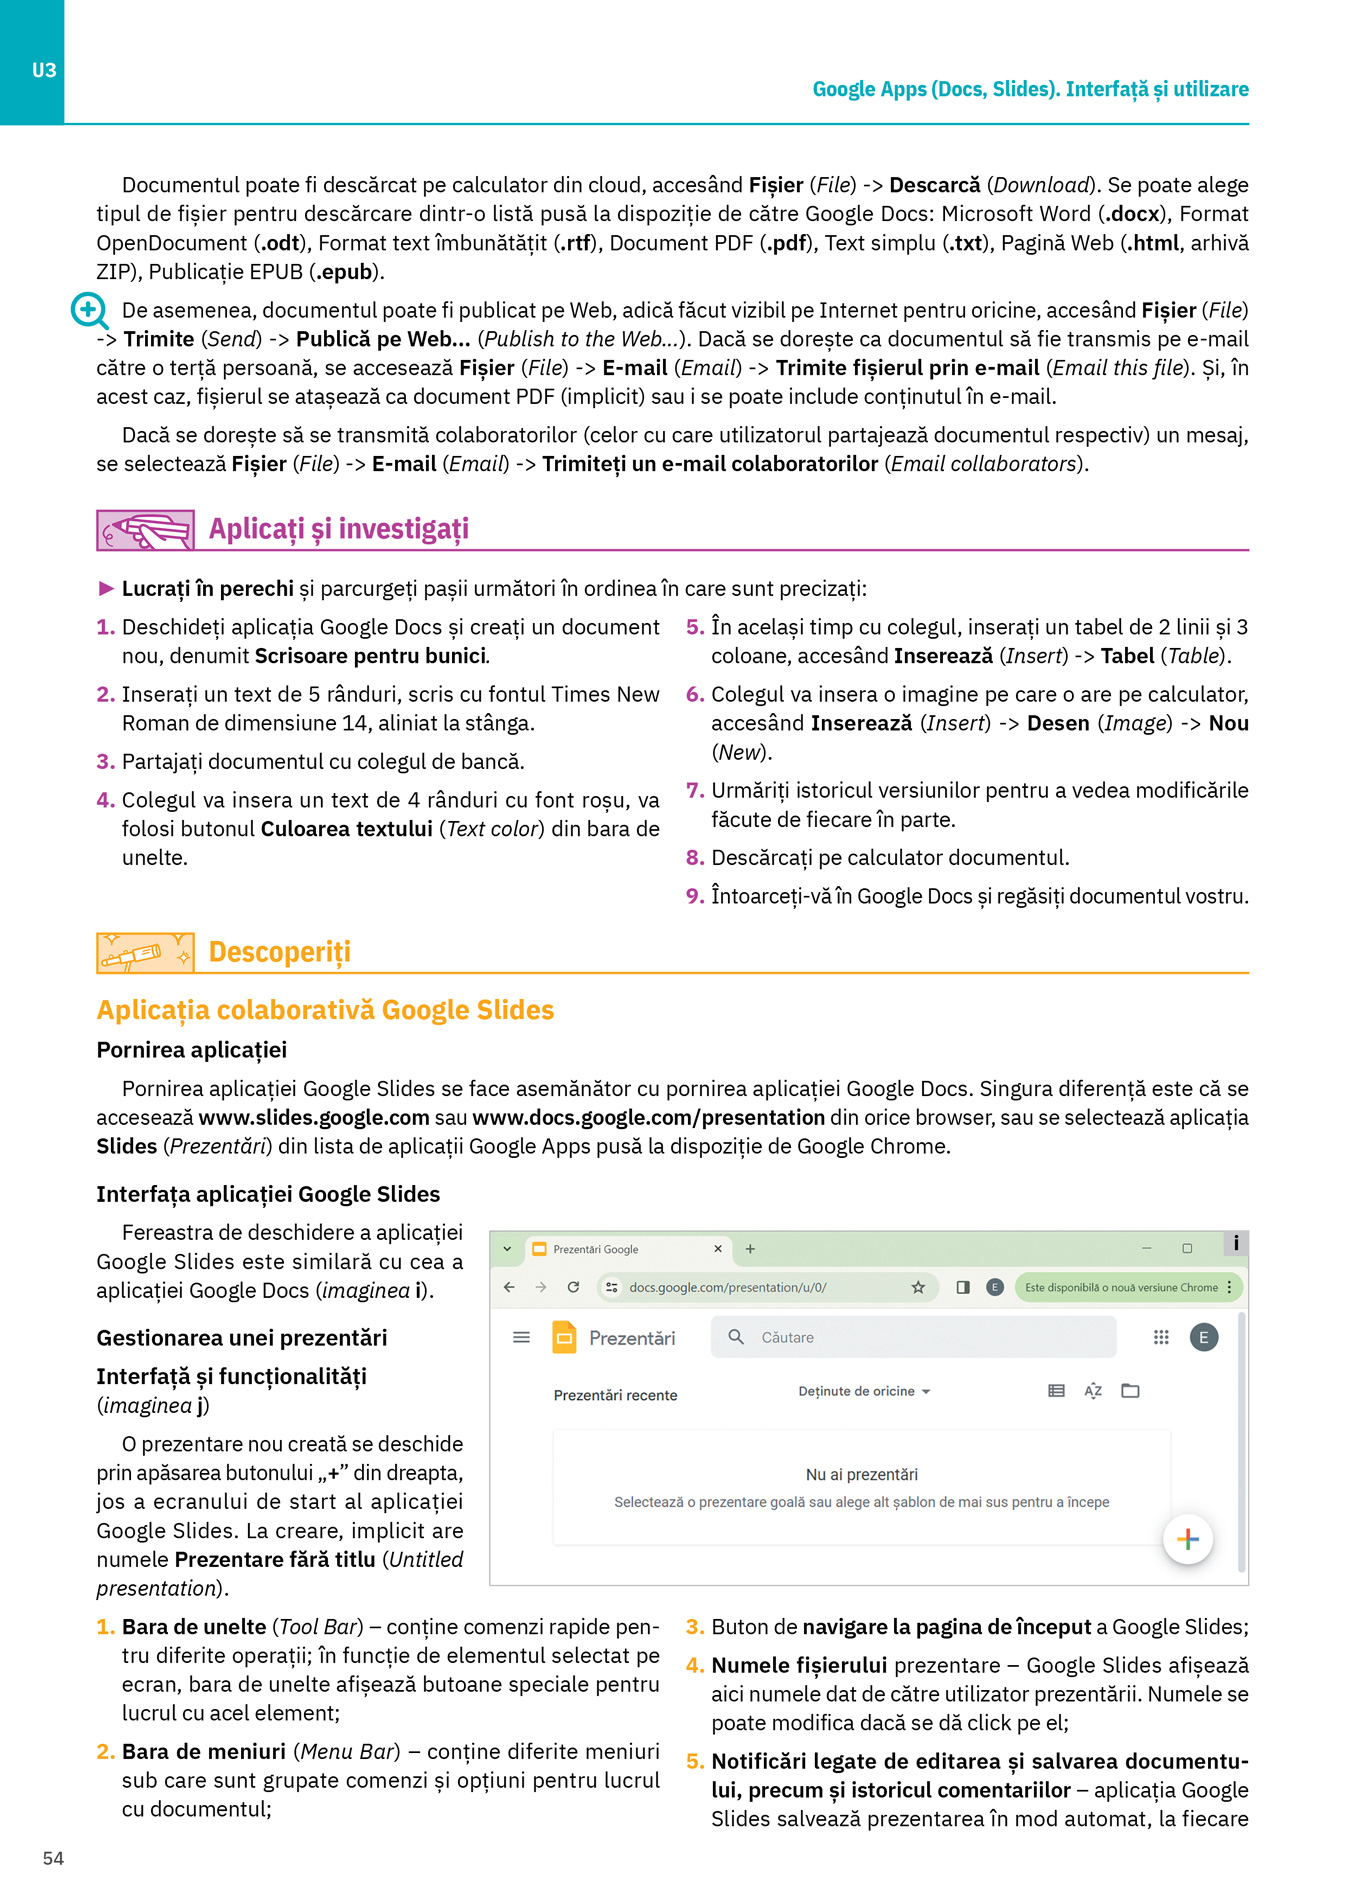 U3
Google Apps (Docs, Slides). Interfață și utilizare
Documentul poate fi descărcat pe calculator din cloud, accesând Fișier (File) -> Descarcă (Download). Se poate alege
tipul de fișier pentru descărcare dintr-o listă pusă la dispoziție de către Google Docs: Microsoft Word (.docx), Format
OpenDocument (.odt), Format text îmbunătățit (.rtf), Document PDF (.pdf), Text simplu (.txt), Pagină Web (.html, arhivă
ZIP), Publicație EPUB (.epub).
De asemenea, documentul poate fi publicat pe Web, adică făcut vizibil pe Internet pentru oricine, accesând Fișier (File)
-> Trimite (Send) -> Publică pe Web... (Publish to the Web...). Dacă se dorește ca documentul să fie transmis pe e-mail
către o terță persoană, se accesează Fișier (File) -> E-mail (Email) -> Trimite fișierul prin e-mail (Email this file). Și, în
acest caz, fișierul se atașează ca document PDF (implicit) sau i se poate include conținutul în e-mail.
Dacă se dorește să se transmită colaboratorilor (celor cu care utilizatorul partajează documentul respectiv) un mesaj,
se selectează Fișier (File) -> E-mail (Email) -> Trimiteți un e-mail colaboratorilor (Email collaborators).
Aplicați și investigați
► Lucrați în perechi și parcurgeți pașii următori în ordinea în care sunt precizați:
1. Deschideți aplicația Google Docs și creați un document
nou, denumit Scrisoare pentru bunici.
2. Inserați un text de 5 rânduri, scris cu fontul Times New
Roman de dimensiune 14, aliniat la stânga.
3. Partajați documentul cu colegul de bancă.
4. Colegul va insera un text de 4 rânduri cu font roșu, va
folosi butonul Culoarea textului (Text color) din bara de
unelte.
5. În același timp cu colegul, inserați un tabel de 2 linii și 3
coloane, accesând Inserează (Insert) -> Tabel (Table).
6. Colegul va insera o imagine pe care o are pe calculator,
accesând Inserează (Insert) -> Desen (Image) -> Nou
(New).
7. Urmăriți istoricul versiunilor pentru a vedea modificările
făcute de fiecare în parte.
8. Descărcați pe calculator documentul.
9. Întoarceți-vă în Google Docs și regăsiți documentul vostru.
Descoperiți
Aplicația colaborativă Google Slides
Pornirea aplicației
Pornirea aplicației Google Slides se face asemănător cu pornirea aplicației Google Docs. Singura diferență este că se
accesează www.slides.google.com sau www.docs.google.com/presentation din orice browser, sau se selectează aplicația
Slides (Prezentări) din lista de aplicații Google Apps pusă la dispoziție de Google Chrome.
Interfața aplicației Google Slides
Fereastra de deschidere a aplicației
Google Slides este similară cu cea a
aplicației Google Docs (imaginea i).
Gestionarea unei prezentări
Interfață și funcționalități
(imaginea j)
O prezentare nou creată se deschide
prin apăsarea butonului „+” din dreapta,
jos a ecranului de start al aplicației
Google Slides. La creare, implicit are
numele Prezentare fără titlu (Untitled
presentation).
Prezentări Google
i
docs.google.com/presentation/u/0/
E
Este disponibilă o nouă versiune Chrome
Prezentări
Căutare
E
Prezentări recente
Deținute de oricine
AZ
Nu ai prezentări
Selectează o prezentare goală sau alege alt șablon de mai sus pentru a începe
1. Bara de unelte (Tool Bar) – conține comenzi rapide pen-
tru diferite operații; în funcție de elementul selectat pe
ecran, bara de unelte afișează butoane speciale pentru
lucrul cu acel element;
2. Bara de meniuri (Menu Bar) – conține diferite meniuri
sub care sunt grupate comenzi și opțiuni pentru lucrul
cu documentul;
3. Buton de navigare la pagina de început a Google Slides;
4. Numele fișierului prezentare – Google Slides afișează
aici numele dat de către utilizator prezentării. Numele se
poate modifica dacă se dă click pe el;
5. Notificări legate de editarea și salvarea documentu-
lui, precum și istoricul comentariilor – aplicația Google
Slides salvează prezentarea în mod automat, la fiecare
54